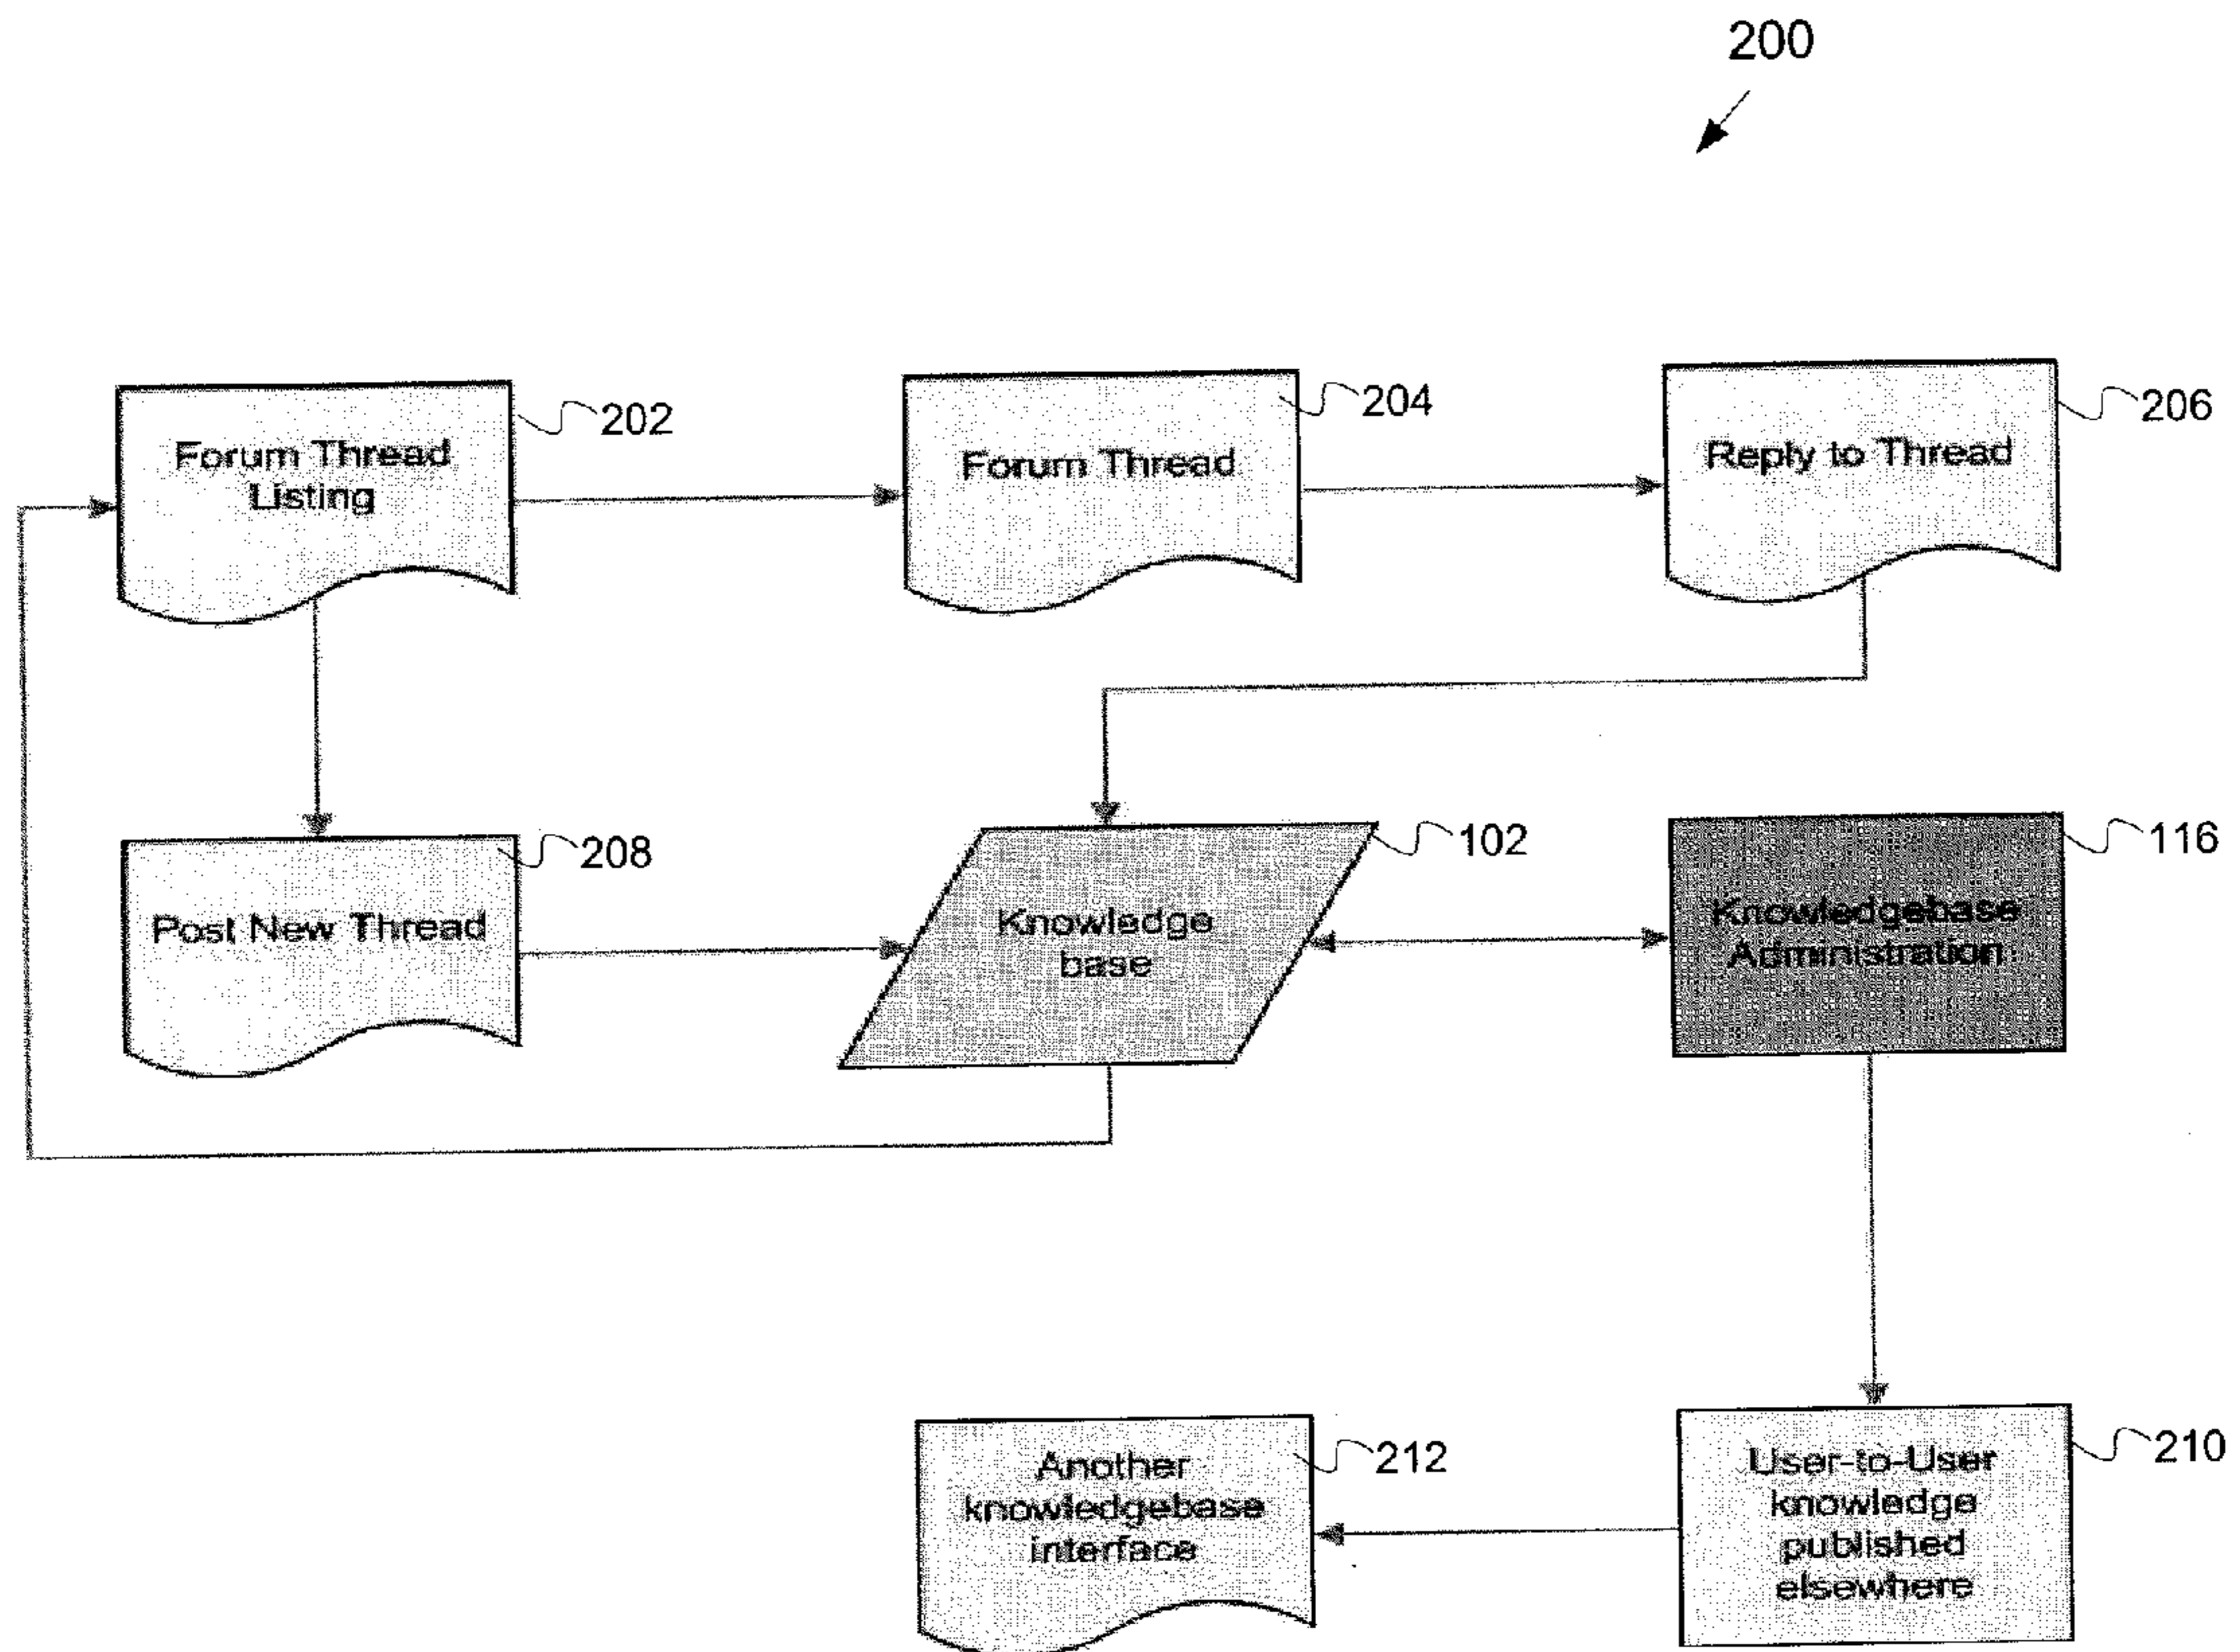 200
Forum Thread
Listing
202
Forum Thread
204
Reply to Thread
206
Post New Thread
208
Knowledge
base
102
Knowledgebase
Administration
116
Another
knowledgebase
interface
212
User-to-User
knowledge
published
elsewhere
210